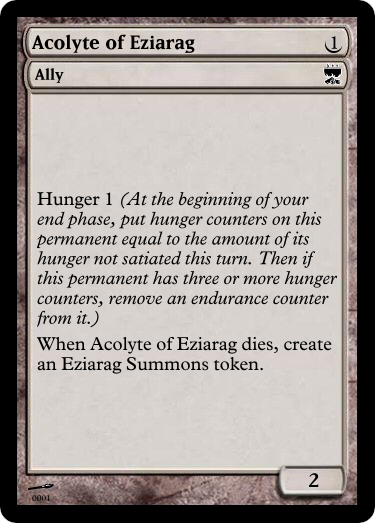 Acolyte of Eziarag 1
Ally
Hunger 1 (At the beginning of your
end phase, put hunger counters on this
permanent equal to the amount of its
hunger not satiated this turn. Then if
this permanent has three or more hunger
counters, remove an endurance counter
from it.)
When Acolyte of Eziarag dies, create
an Eziarag Summons token.
2
0001